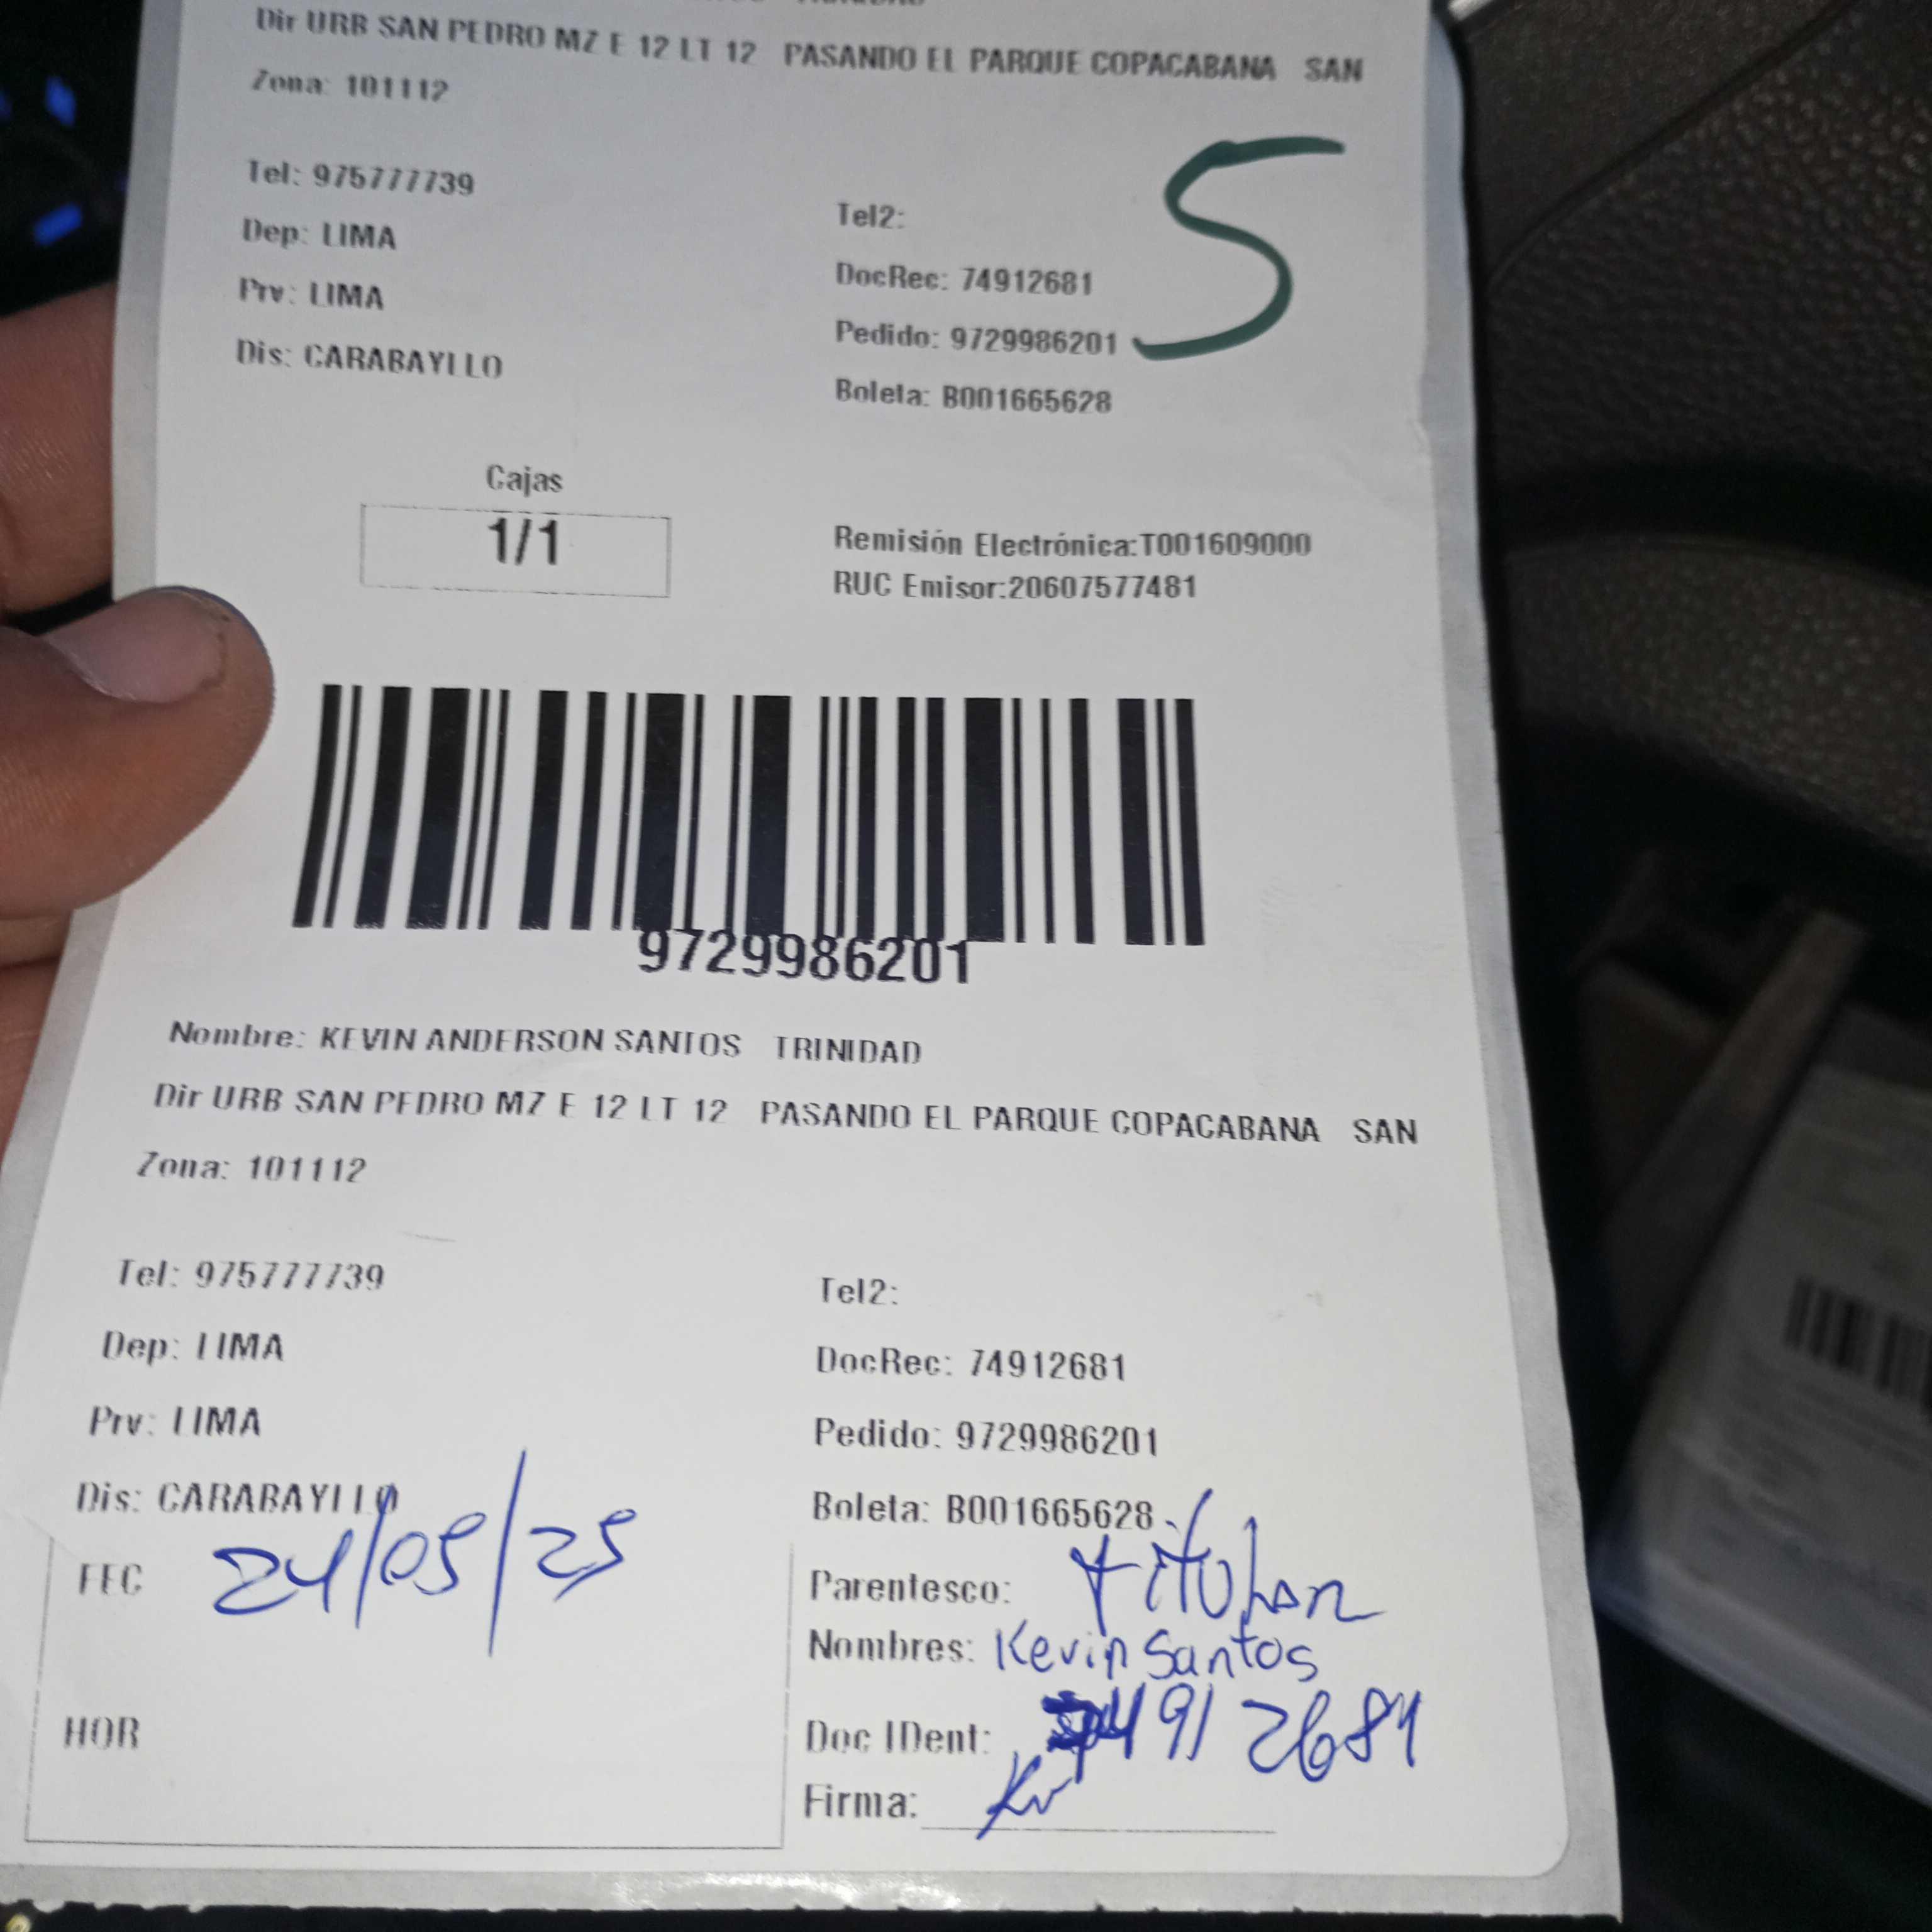 Dir URB SAN PEDRO MZ E 12 LT 12 PASANDO EL PARQUE COPACABANA SAN
Zona: 101112
5
Tel: 975777739
Tel2:
Dep: LIMA
DocRec: 74912681
Prv: LIMA
Pedido: 9729986201
Dis: CARABAYLLO
Boleta: B001665628
Cajas
1/1
Remisión Electrónica:T001609000
RUC Emisor:20607577481
9729986201
Nombre: KEVIN ANDERSON SANTOS TRINIDAD
Dir URB SAN PEDRO MZ E 12 LT 12 PASANDO EL PARQUE COPACABANA SAN
Zona: 101112
Tel: 975777739
Tel2:
Dep: LIMA
DocRec: 74912681
Prv: LIMA
Pedido: 9729986201
Dis: CARABAYLLO
Boleta: B001665628
FEC 24/05/25
Parentesco: titular
Nombres: Kevin Santos
HOR
Doc IDent: 74912681
Firma: Kv